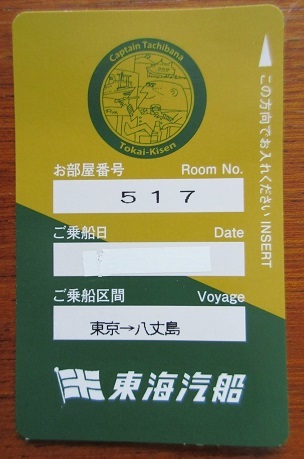 Captain Tachibana
Tokai-Kisen
この方向でお入れください INSERT
お部屋番号 Room No.
517
ご乗船日 Date
ご乗船区間 Voyage
東京→八丈島
東海汽船